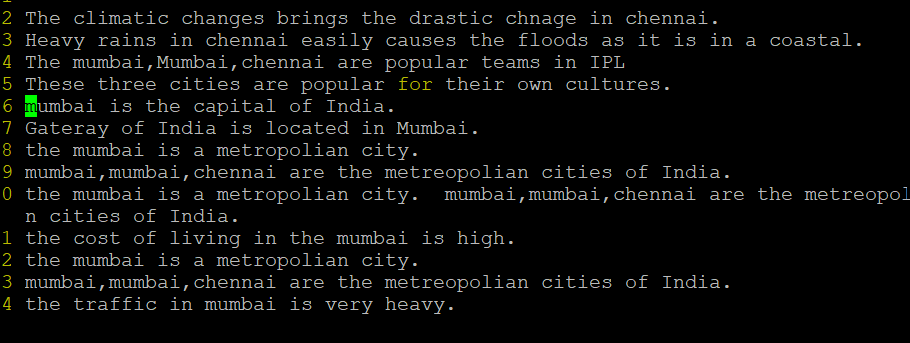 2 The climatic changes brings the drastic chnage in chennai.
3 Heavy rains in chennai easily causes the floods as it is in a coastal.
4 The mumbai,Mumbai,chennai are popular teams in IPL
5 These three cities are popular for their own cultures.
6 mumbai is the capital of India.
7 Gateray of India is located in Mumbai.
8 the mumbai is a metropolian city.
9 mumbai,mumbai,chennai are the metreopolian cities of India.
0 the mumbai is a metropolian city.  mumbai,mumbai,chennai are the metreopol
n cities of India.
1 the cost of living in the mumbai is high.
2 the mumbai is a metropolian city.
3 mumbai,mumbai,chennai are the metreopolian cities of India.
4 the traffic in mumbai is very heavy.